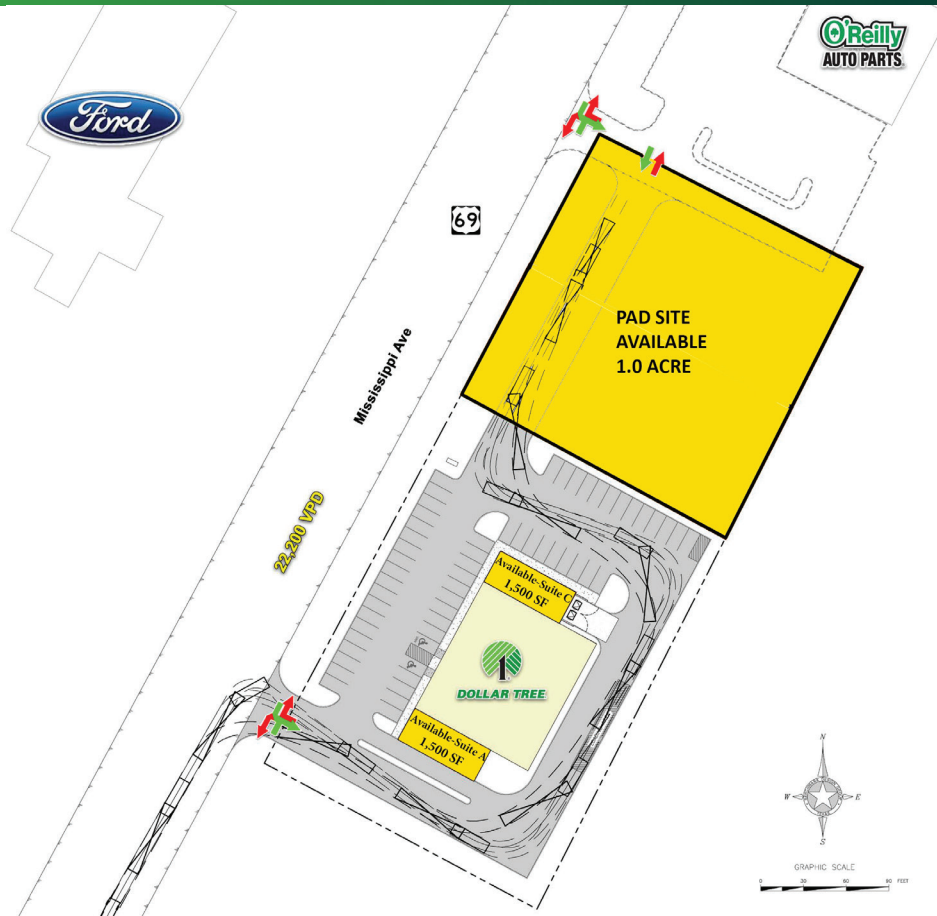 O'Reilly
AUTO PARTS
Ford
69
PAD SITE
AVAILABLE
1.0 ACRE
Mississippi Ave
22,200 VPD
Available-Suite C
1,500 SF
1
DOLLAR TREE
Available-Suite A
1,500 SF
N
W
E
S
GRAPHIC SCALE
0 30 60 90 FEET